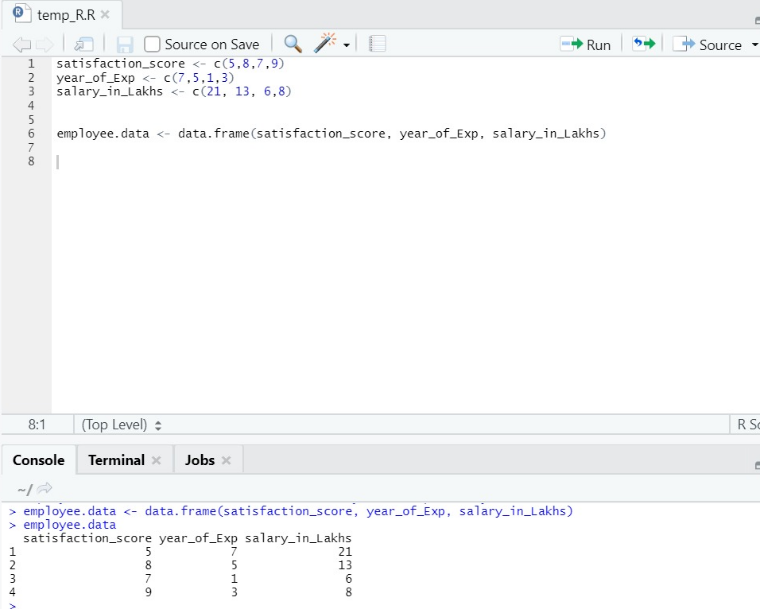 temp_R.R
Source on Save
Run
Source
1 satisfaction_score <- c(5,8,7,9)
2 year_of_Exp <- c(7,5,1,3)
3 salary_in_Lakhs <- c(21, 13, 6,8)
4
5
6 employee.data <- data.frame(satisfaction_score, year_of_Exp, salary_in_Lakhs)
7
8
8:1 (Top Level)
R Sc
Console Terminal Jobs
~/
> employee.data <- data.frame(satisfaction_score, year_of_Exp, salary_in_Lakhs)
> employee.data
satisfaction_score year_of_Exp salary_in_Lakhs
1 5 7 21
2 8 5 13
3 7 1 6
4 9 3 8
>